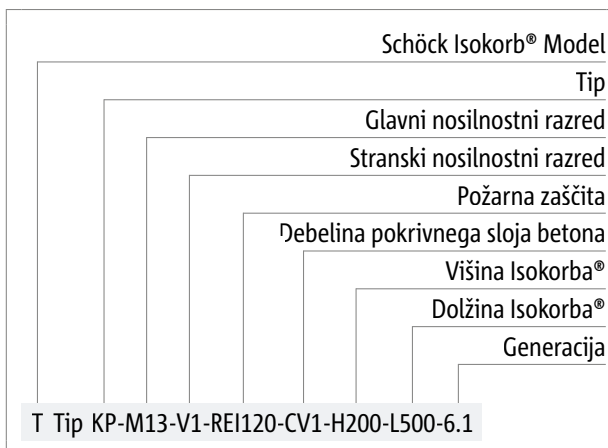 Schöck Isokorb® Model
Tip
Glavni nosilnostni razred
Stranski nosilnostni razred
Požarna zaščita
Debelina pokrivnega sloja betona
Višina Isokorba®
Dolžina Isokorba®
Generacija
T Tip KP-M13-V1-REI120-CV1-H200-L500-6.1